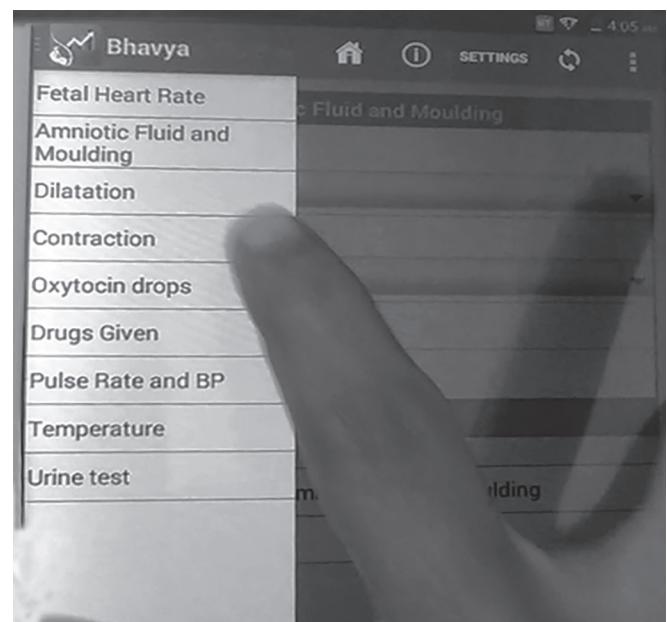 4:05
Bhavya
SETTINGS
Fetal Heart Rate
Fluid and Moulding
Amniotic Fluid and
Moulding
Dilatation
Contraction
Oxytocin drops
Drugs Given
Pulse Rate and BP
Temperature
Urine test